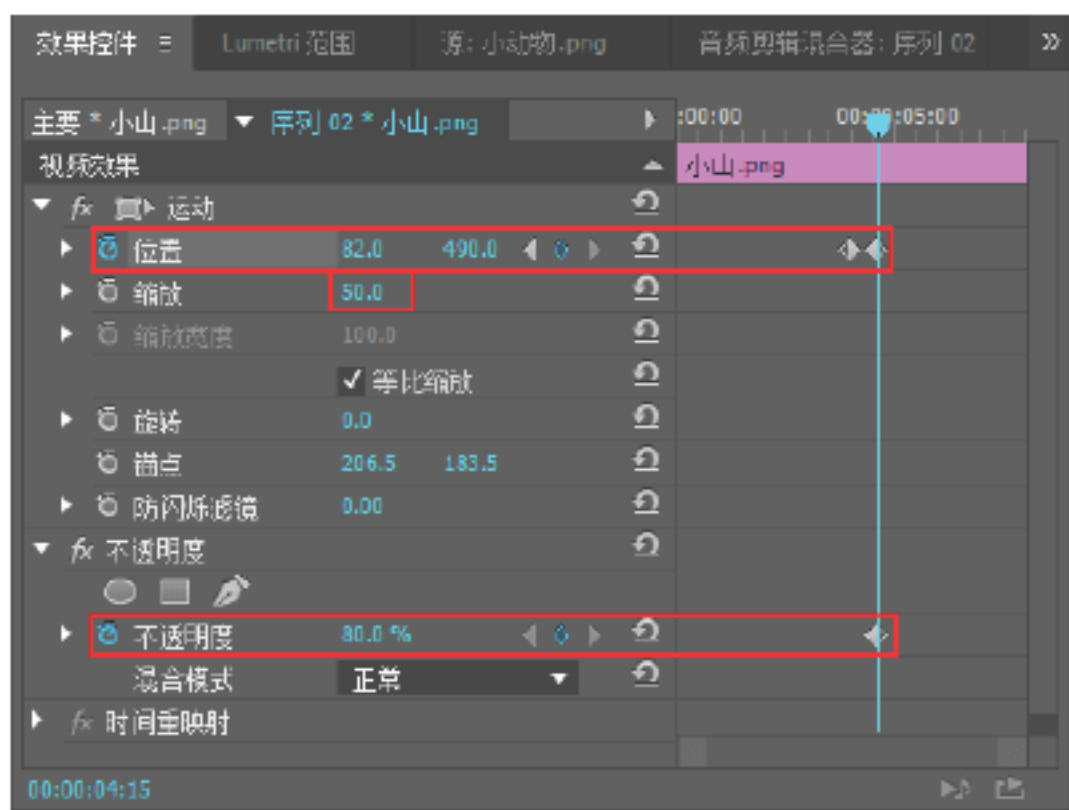 效果控件 Lumetri 范围 源: 小动物.png 音频剪辑混合器: 序列 02
主要 * 小山.png 序列 02 * 小山.png :00:00 00:00:05:00
视频效果 小山.png
fx 运动
位置 82.0 490.0
缩放 50.0
缩放宽度 100.0
等比缩放
旋转 0.0
锚点 206.5 183.5
防闪烁滤镜 0.00
fx 不透明度
不透明度 80.0 %
混合模式 正常
fx 时间重映射
00:00:04:15